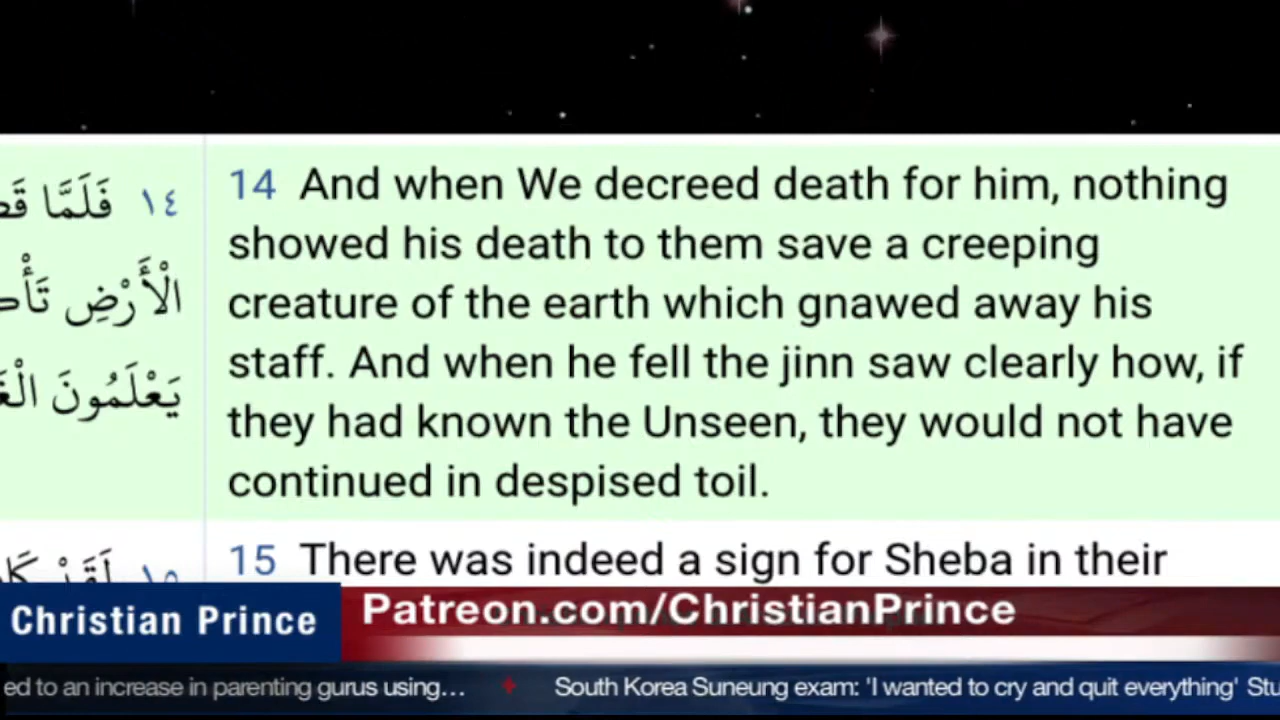 ١٤ فَلَمَّا
الْأَرْضِ
يَعْلَمُونَ
14 And when We decreed death for him, nothing
showed his death to them save a creeping
creature of the earth which gnawed away his
staff. And when he fell the jinn saw clearly how, if
they had known the Unseen, they would not have
continued in despised toil.
15 There was indeed a sign for Sheba in their
Christian Prince
Patreon.com/ChristianPrince
ed to an increase in parenting gurus using... South Korea Suneung exam: 'I wanted to cry and quit everything' Stu